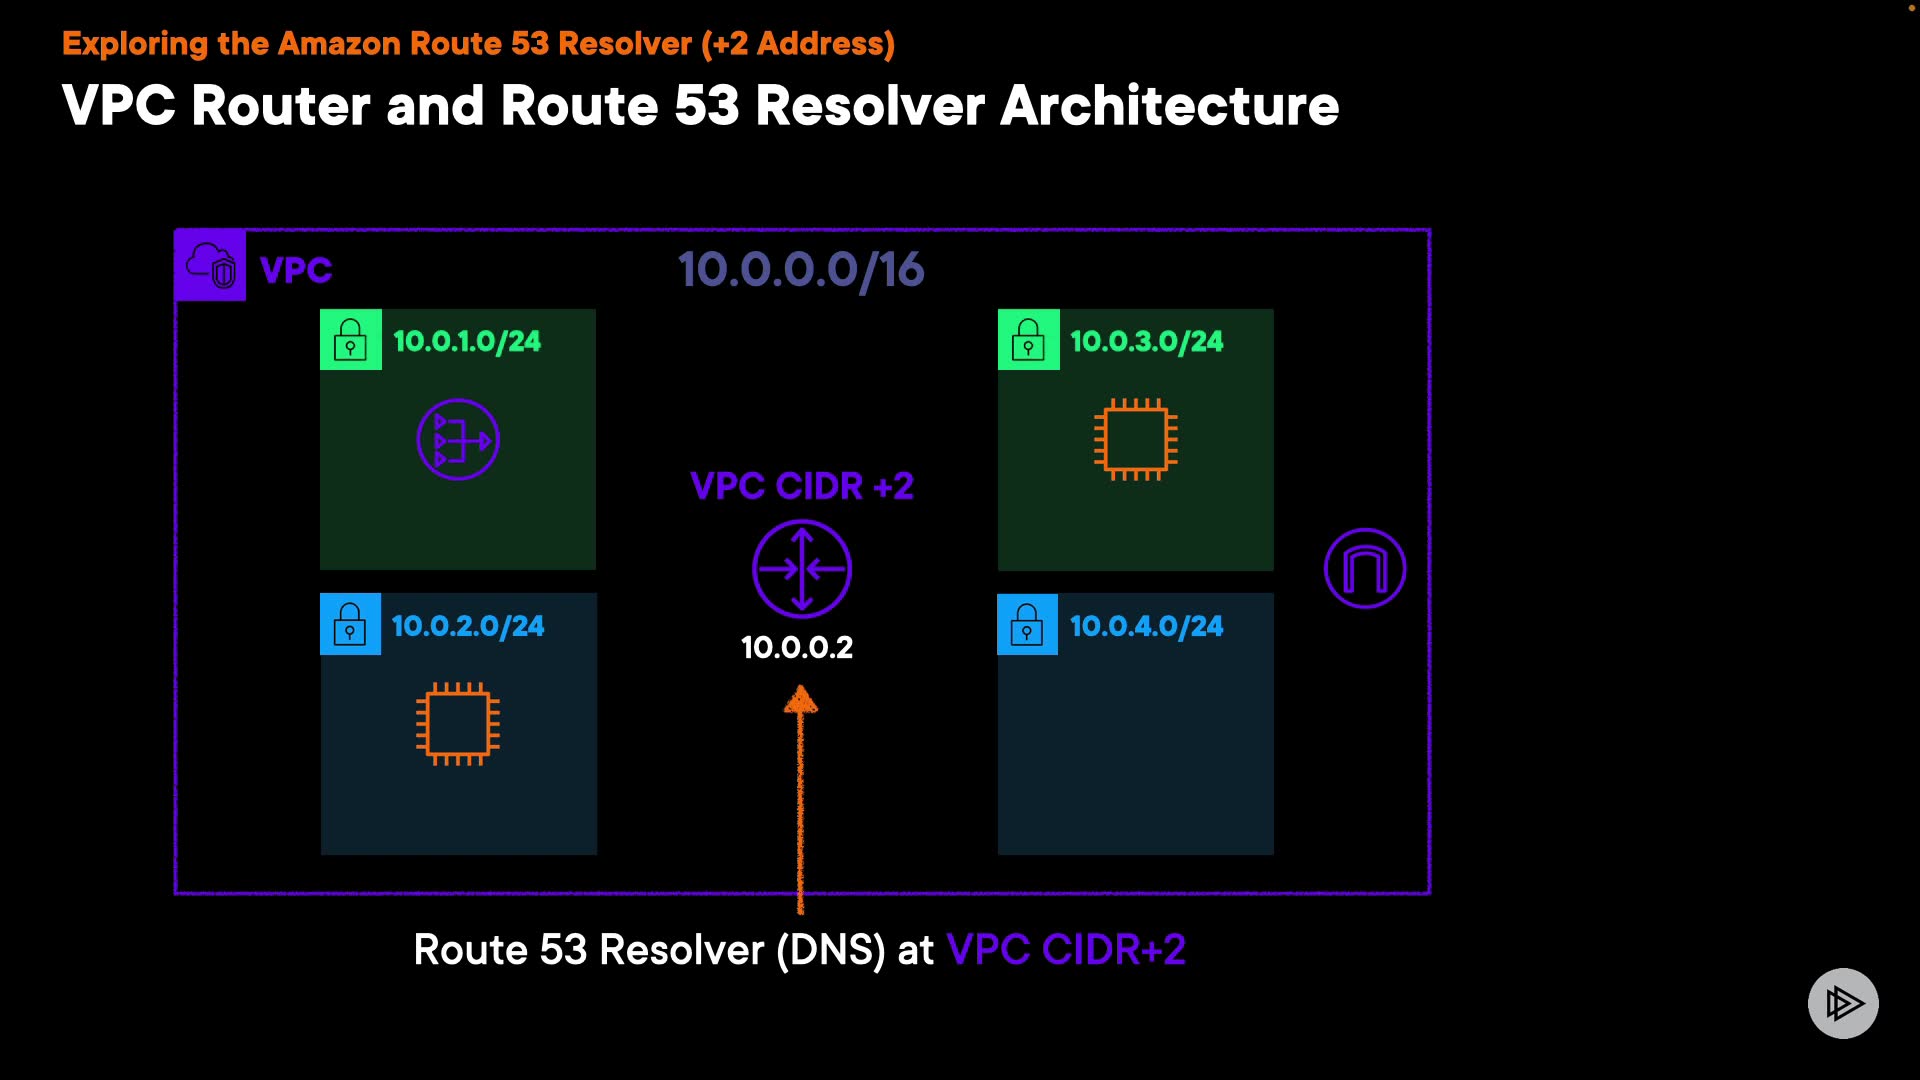 Exploring the Amazon Route 53 Resolver (+2 Address)
VPC Router and Route 53 Resolver Architecture
VPC
10.0.0.0/16
10.0.1.0/24
10.0.3.0/24
VPC CIDR +2
10.0.0.2
10.0.2.0/24
10.0.4.0/24
Route 53 Resolver (DNS) at VPC CIDR+2